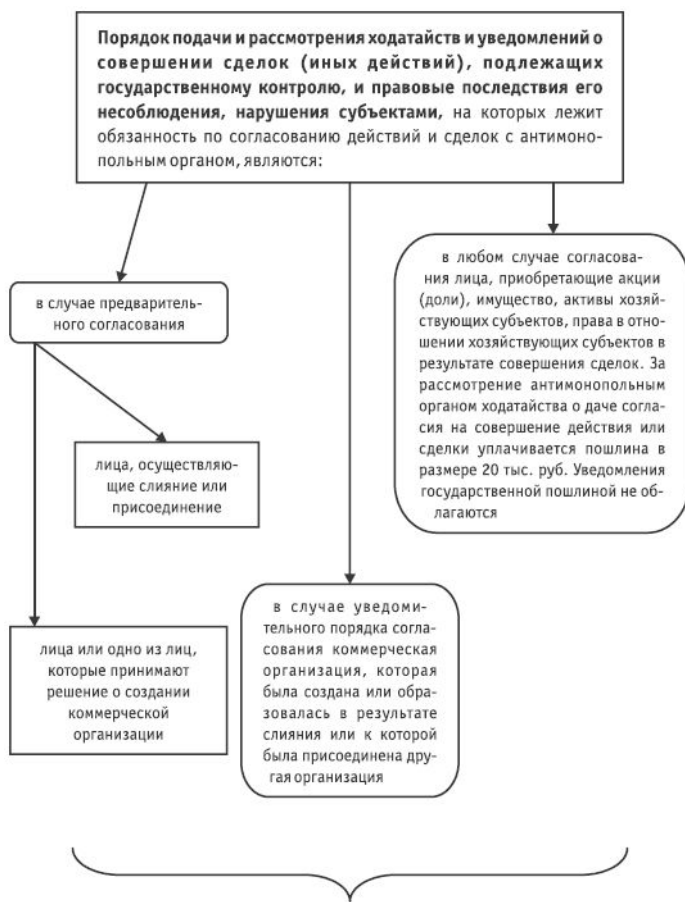 Порядок подачи и рассмотрения ходатайств и уведомлений о
совершении сделок (иных действий), подлежащих
государственному контролю, и правовые последствия его
несоблюдения, нарушения субъектами, на которых лежит
обязанность по согласованию действий и сделок с антимоно-
польным органом, являются:
в случае предваритель-
ного согласования
лица, осуществляю-
щие слияние или
присоединение
лица или одно из лиц,
которые принимают
решение о создании
коммерческой
организации
в случае уведоми-
тельного порядка согла-
сования коммерческая
организация, которая
была создана или обра-
зовалась в результате
слияния или к которой
была присоединена дру-
гая организация
в любом случае согласова-
ния лица, приобретающие акции
(доли), имущество, активы хозяй-
ствующих субъектов, права в отно-
шении хозяйствующих субъектов в
результате совершения сделок. За
рассмотрение антимонопольным
органом ходатайства о даче согла-
сия на совершение действия или
сделки уплачивается пошлина в
размере 20 тыс. руб. Уведомления
государственной пошлиной не об-
лагаются